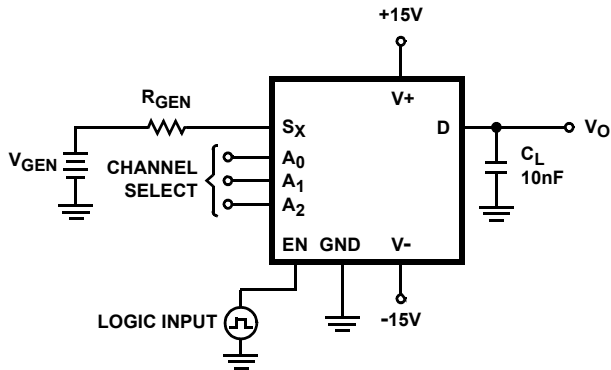 +15V
V+
RGEN
SX
D
VO
VGEN
CHANNEL
SELECT
A0
A1
A2
CL
10nF
EN GND V-
LOGIC INPUT
-15V